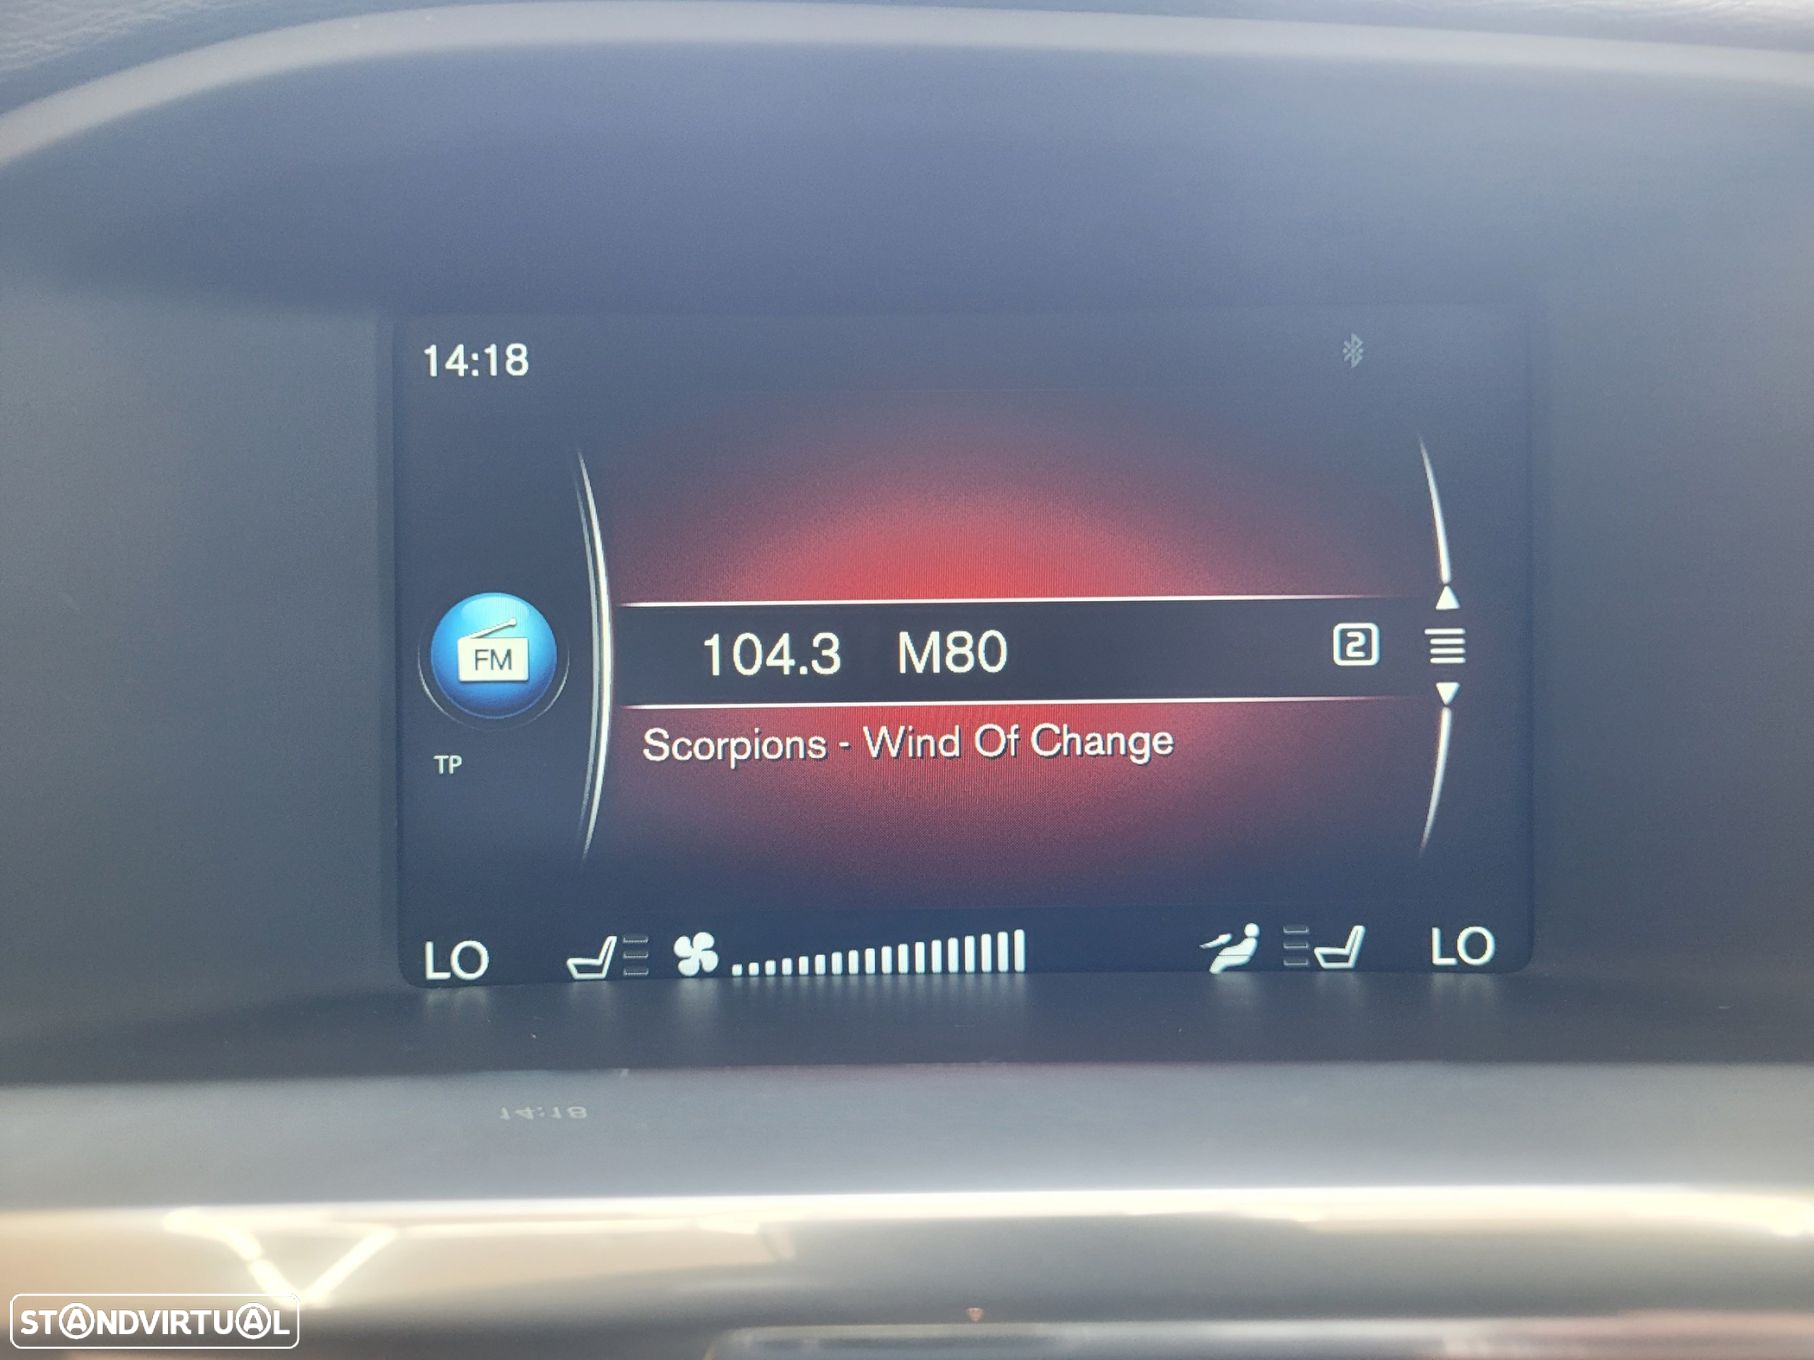 14:18
FM
104.3 M80 2
Scorpions - Wind Of Change
TP
LO LO
14:18
STANDVIRTUAL